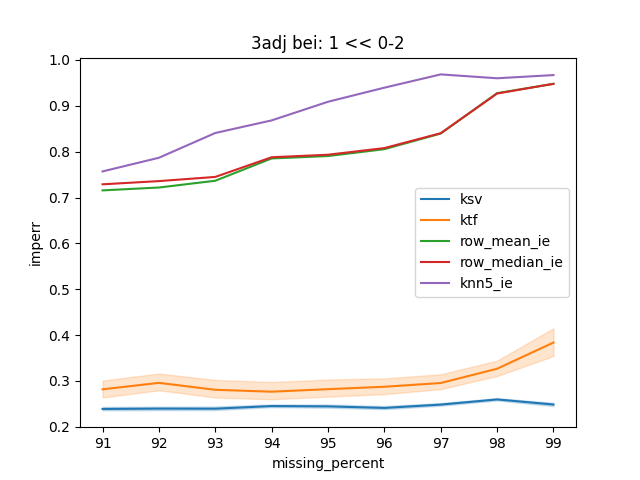 3adj bei: 1 << 0-2
1.0
0.9
0.8
0.7
0.6
0.5
0.4
0.3
0.2
imperr
ksv
ktf
row_mean_ie
row_median_ie
knn5_ie
91 92 93 94 95 96 97 98 99
missing_percent